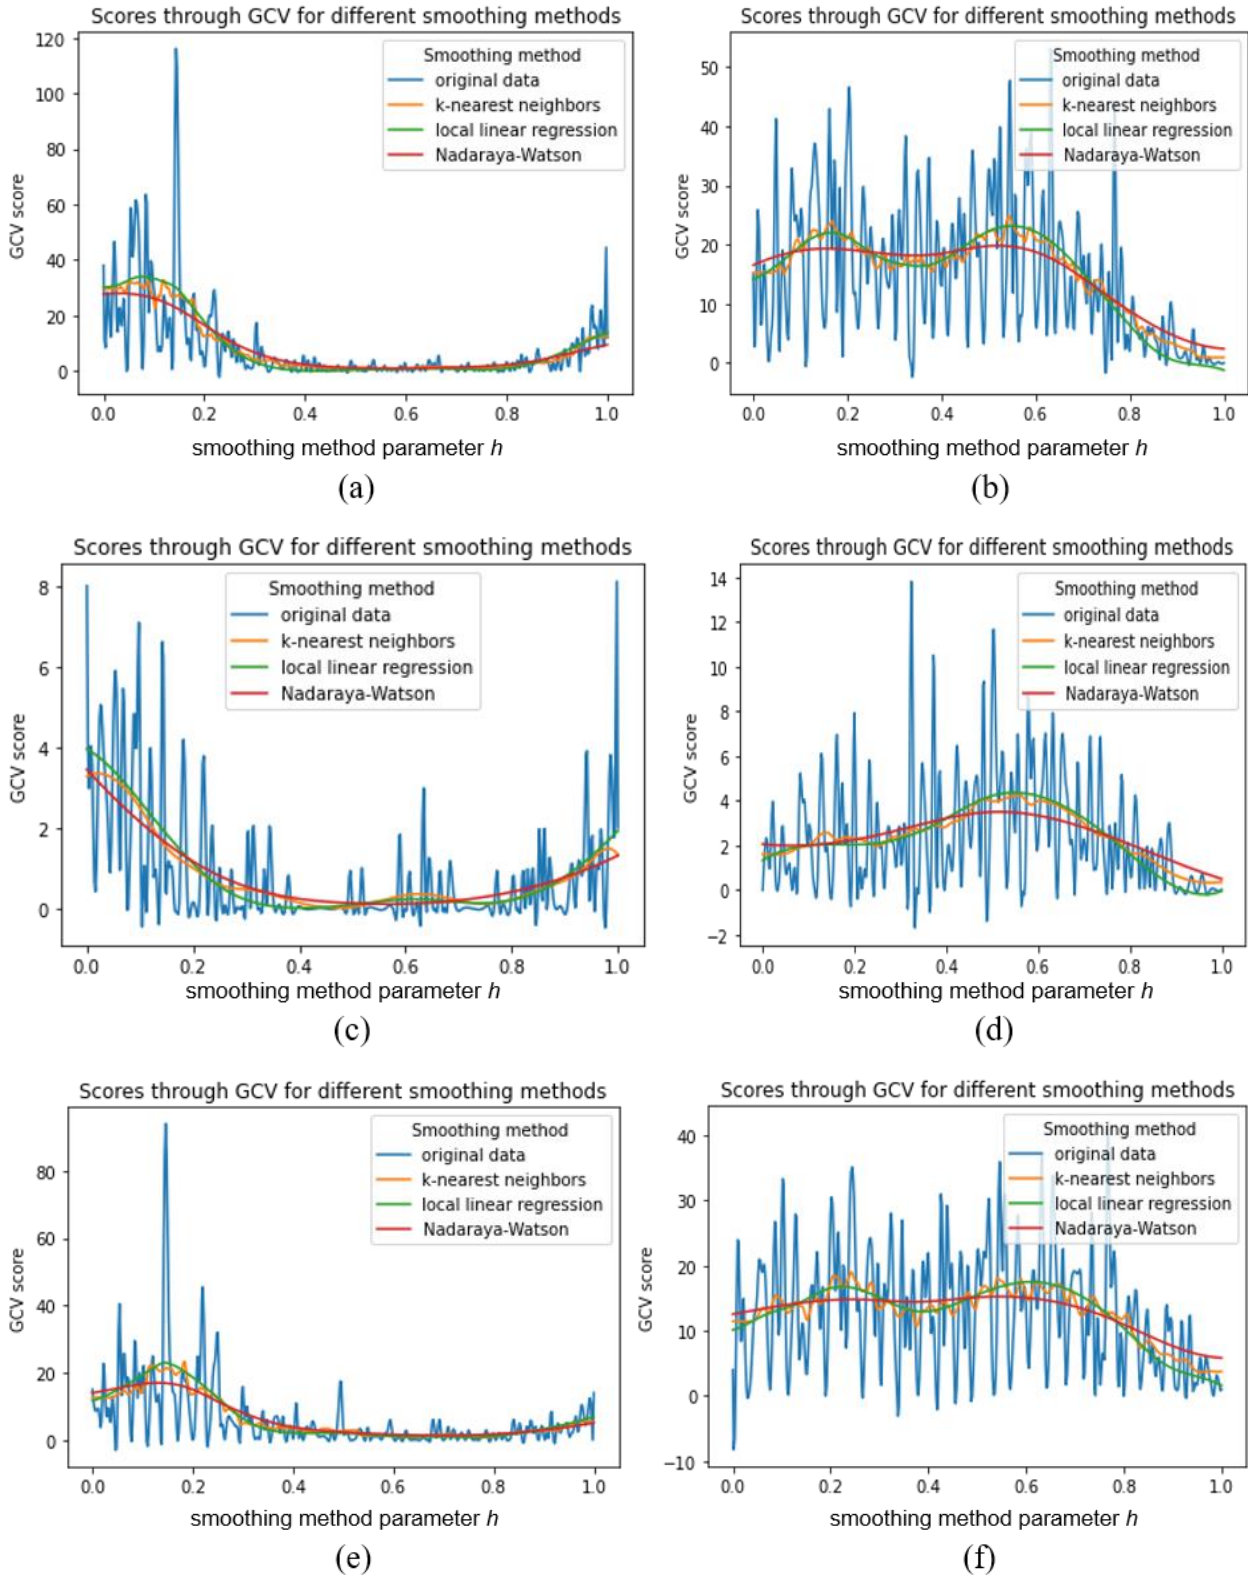 Scores through GCV for different smoothing methods
120
100
80
60
40
20
0
GCV score
Smoothing method
original data
k-nearest neighbors
local linear regression
Nadaraya-Watson
0.0 0.2 0.4 0.6 0.8 1.0
smoothing method parameter h
(a)
Scores through GCV for different smoothing methods
50
40
30
20
10
0
GCV score
Smoothing method
original data
k-nearest neighbors
local linear regression
Nadaraya-Watson
0.0 0.2 0.4 0.6 0.8 1.0
smoothing method parameter h
(b)
Scores through GCV for different smoothing methods
8
6
4
2
0
GCV score
Smoothing method
original data
k-nearest neighbors
local linear regression
Nadaraya-Watson
0.0 0.2 0.4 0.6 0.8 1.0
smoothing method parameter h
(c)
Scores through GCV for different smoothing methods
14
12
10
8
6
4
2
0
−2
GCV score
Smoothing method
original data
k-nearest neighbors
local linear regression
Nadaraya-Watson
0.0 0.2 0.4 0.6 0.8 1.0
smoothing method parameter h
(d)
Scores through GCV for different smoothing methods
80
60
40
20
0
GCV score
Smoothing method
original data
k-nearest neighbors
local linear regression
Nadaraya-Watson
0.0 0.2 0.4 0.6 0.8 1.0
smoothing method parameter h
(e)
Scores through GCV for different smoothing methods
40
30
20
10
0
−10
GCV score
Smoothing method
original data
k-nearest neighbors
local linear regression
Nadaraya-Watson
0.0 0.2 0.4 0.6 0.8 1.0
smoothing method parameter h
(f)